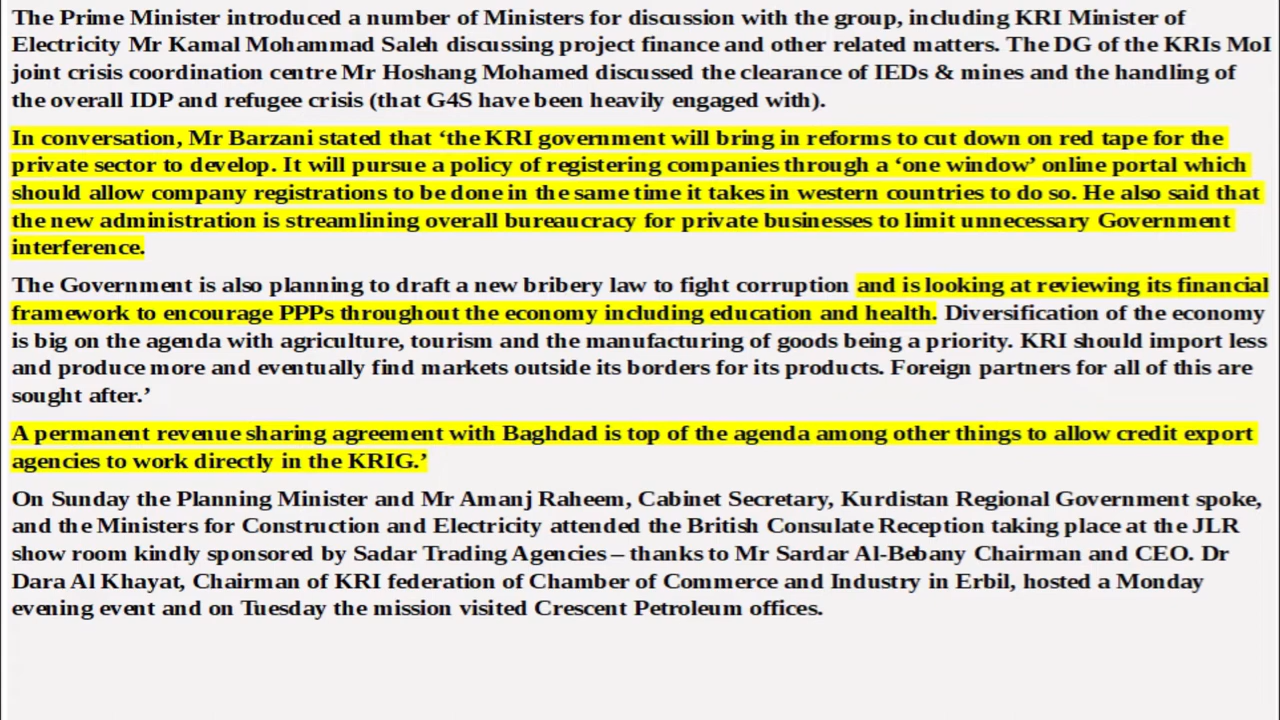 The Prime Minister introduced a number of Ministers for discussion with the group, including KRI Minister of
Electricity Mr Kamal Mohammad Saleh discussing project finance and other related matters. The DG of the KRIs MoI
joint crisis coordination centre Mr Hoshang Mohamed discussed the clearance of IEDs & mines and the handling of
the overall IDP and refugee crisis (that G4S have been heavily engaged with).
In conversation, Mr Barzani stated that ‘the KRI government will bring in reforms to cut down on red tape for the
private sector to develop. It will pursue a policy of registering companies through a ‘one window’ online portal which
should allow company registrations to be done in the same time it takes in western countries to do so. He also said that
the new administration is streamlining overall bureaucracy for private businesses to limit unnecessary Government
interference.
The Government is also planning to draft a new bribery law to fight corruption and is looking at reviewing its financial
framework to encourage PPPs throughout the economy including education and health. Diversification of the economy
is big on the agenda with agriculture, tourism and the manufacturing of goods being a priority. KRI should import less
and produce more and eventually find markets outside its borders for its products. Foreign partners for all of this are
sought after.’
A permanent revenue sharing agreement with Baghdad is top of the agenda among other things to allow credit export
agencies to work directly in the KRIG.’
On Sunday the Planning Minister and Mr Amanj Raheem, Cabinet Secretary, Kurdistan Regional Government spoke,
and the Ministers for Construction and Electricity attended the British Consulate Reception taking place at the JLR
show room kindly sponsored by Sadar Trading Agencies – thanks to Mr Sardar Al-Bebany Chairman and CEO. Dr
Dara Al Khayat, Chairman of KRI federation of Chamber of Commerce and Industry in Erbil, hosted a Monday
evening event and on Tuesday the mission visited Crescent Petroleum offices.